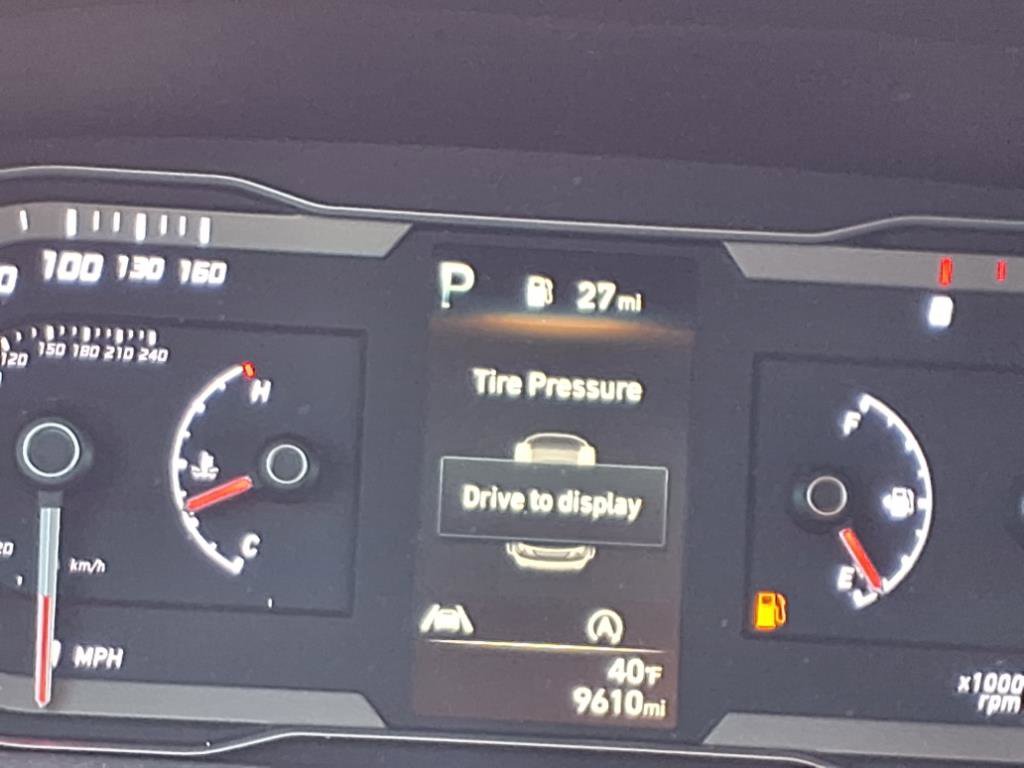 100 130 160
P 27mi
120 150 180 210 240
H
Tire Pressure
F
Drive to display
C
E
km/h
MPH
40°F
9610mi
x1000
rpm